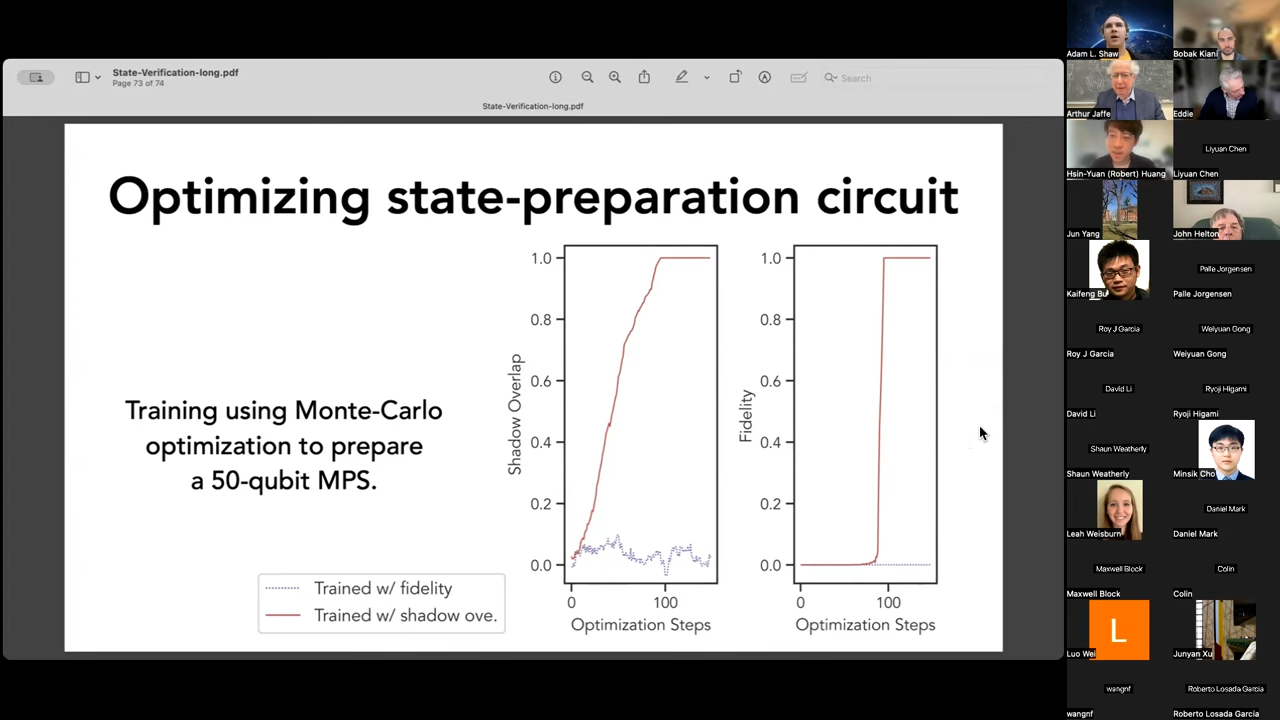 State-Verification-long.pdf
Page 73 of 74
Search
State-Verification-long.pdf
Optimizing state-preparation circuit
Training using Monte-Carlo
optimization to prepare
a 50-qubit MPS.
Trained w/ fidelity
Trained w/ shadow ove.
Shadow Overlap
1.0
0.8
0.6
0.4
0.2
0.0
0 100
Optimization Steps
Fidelity
1.0
0.8
0.6
0.4
0.2
0.0
0 100
Optimization Steps
Adam L. Shaw
Bobak Kiani
Arthur Jaffe
Eddie
Hsin-Yuan (Robert) Huang
Liyuan Chen
Liyuan Chen
Jun Yang
John Helton
Kaifeng Bu
Palle Jorgensen
Palle Jorgensen
Roy J Garcia
Roy J Garcia
Weiyuan Gong
Weiyuan Gong
David Li
David Li
Ryoji Higami
Ryoji Higami
Shaun Weatherly
Shaun Weatherly
Minsik Cho
Leah Weisburn
Daniel Mark
Daniel Mark
Maxwell Block
Maxwell Block
Colin
Colin
L
Luo Wei
Junyan Xu
wangnf
wangnf
Roberto Losada Garcia
Roberto Losada Garcia